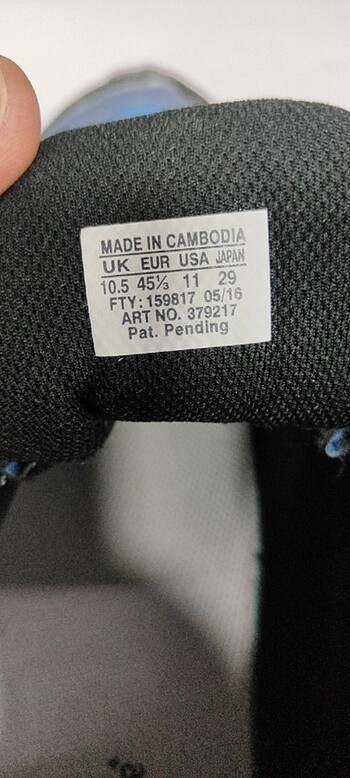 MADE IN CAMBODIA
UK EUR USA JAPAN
10.5 45⅓ 11 29
FTY: 159817 05/16
ART NO. 379217
Pat. Pending